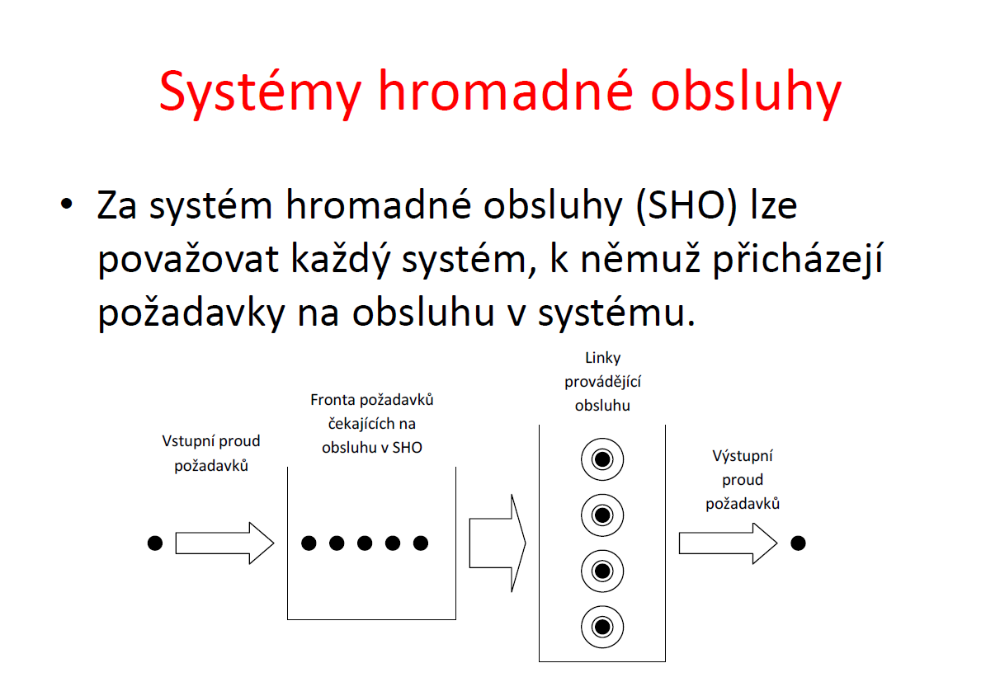 Systémy hromadné obsluhy
• Za systém hromadné obsluhy (SHO) lze
považovat každý systém, k němuž přicházejí
požadavky na obsluhu v systému.
Vstupní proud
požadavků
Fronta požadavků
čekajících na
obsluhu v SHO
Linky
provádějící
obsluhu
Výstupní
proud
požadavků